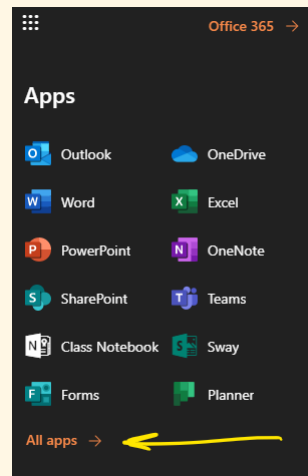 Office 365 →
Apps
Outlook OneDrive
Word Excel
PowerPoint OneNote
SharePoint Teams
Class Notebook Sway
Forms Planner
All apps →